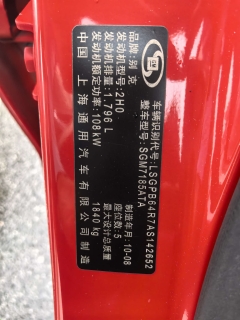 品牌:别克
发动机型号:2H0
发动机排量:1.796 L
发动机额定功率:108 kW
中国 上海通用汽车有限公司制造
车辆识别代号:LSGPB64R7AS142652
整车型号:SGM7185ATA
制造年月:10-08
座位数:5
最大设计总质量
1840 kg